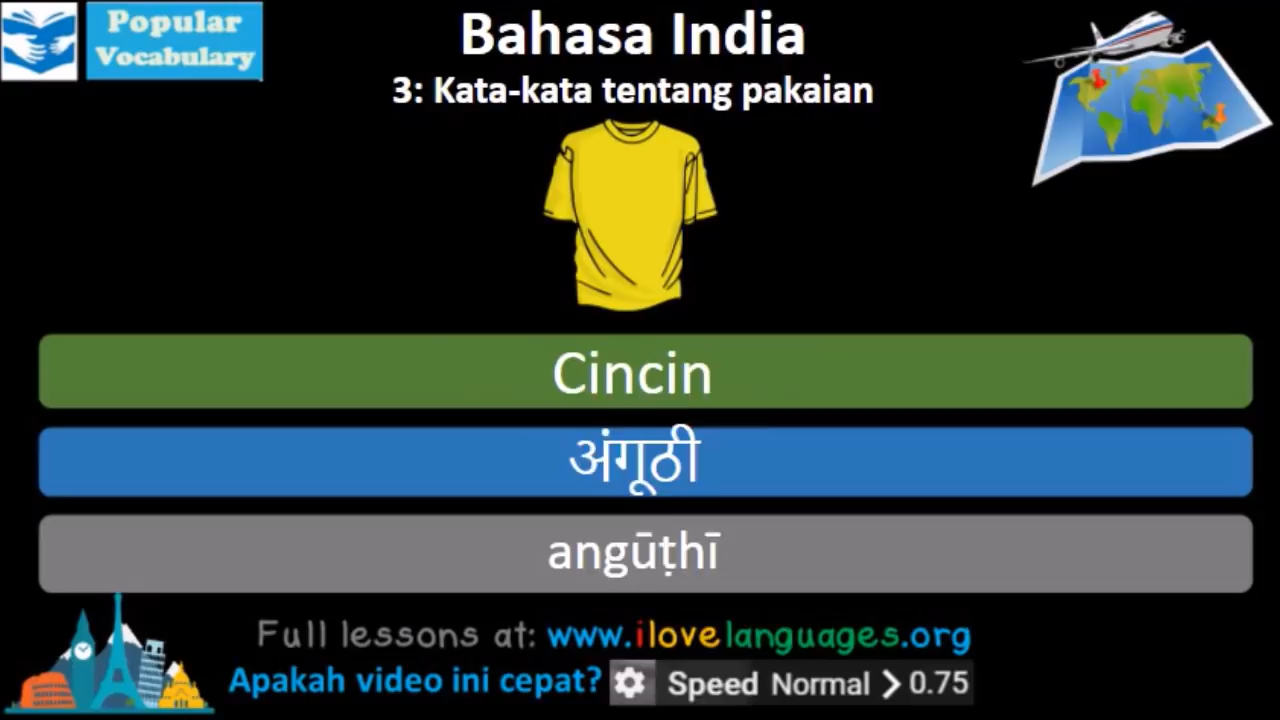 Popular
Vocabulary
Bahasa India
3: Kata-kata tentang pakaian
Cincin
अंगूठी
angūṭhī
Full lessons at: www.ilovelanguages.org
Apakah video ini cepat? Speed Normal > 0.75